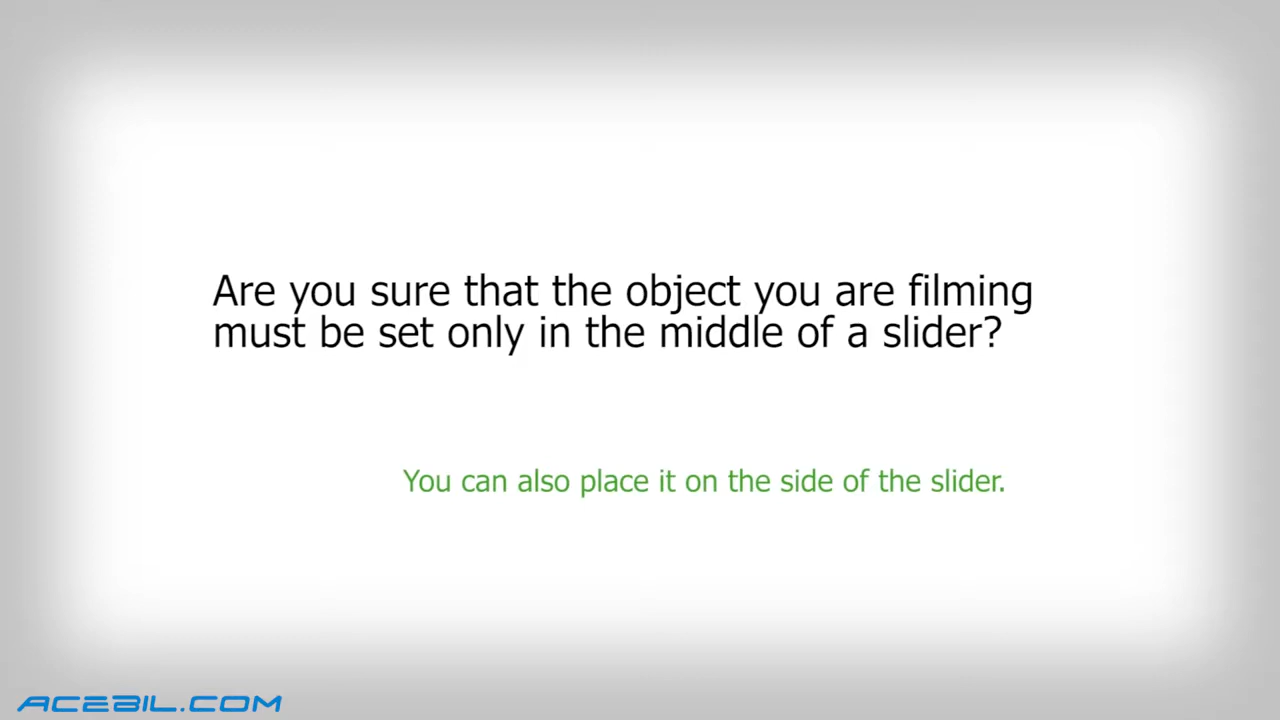 Are you sure that the object you are filming
must be set only in the middle of a slider?
You can also place it on the side of the slider.
ACEBIL.COM